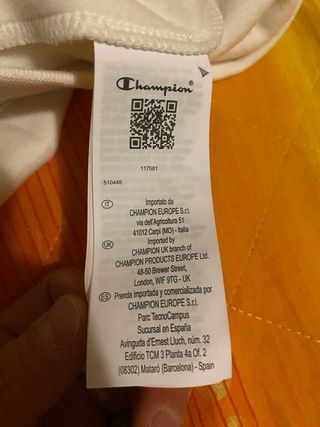 Champion®
117581
510445
IT Importato da
CHAMPION EUROPE S.r.l.
via dell'Agricoltura 51
41012 Carpi (MO) - Italia
UK Imported by
CHAMPION UK branch of
CHAMPION PRODUCTS EUROPE Ltd.
48-50 Brewer Street,
London, WIF 9TG - UK
ES Prenda importada y comercializada por
CHAMPION EUROPE S.r.l.
Parc TecnoCampus
Sucursal en España
Avinguda d'Ernest Lluch, núm. 32
Edificio TCM 3 Planta 4a Of. 2
(08302) Mataró (Barcelona) - Spain